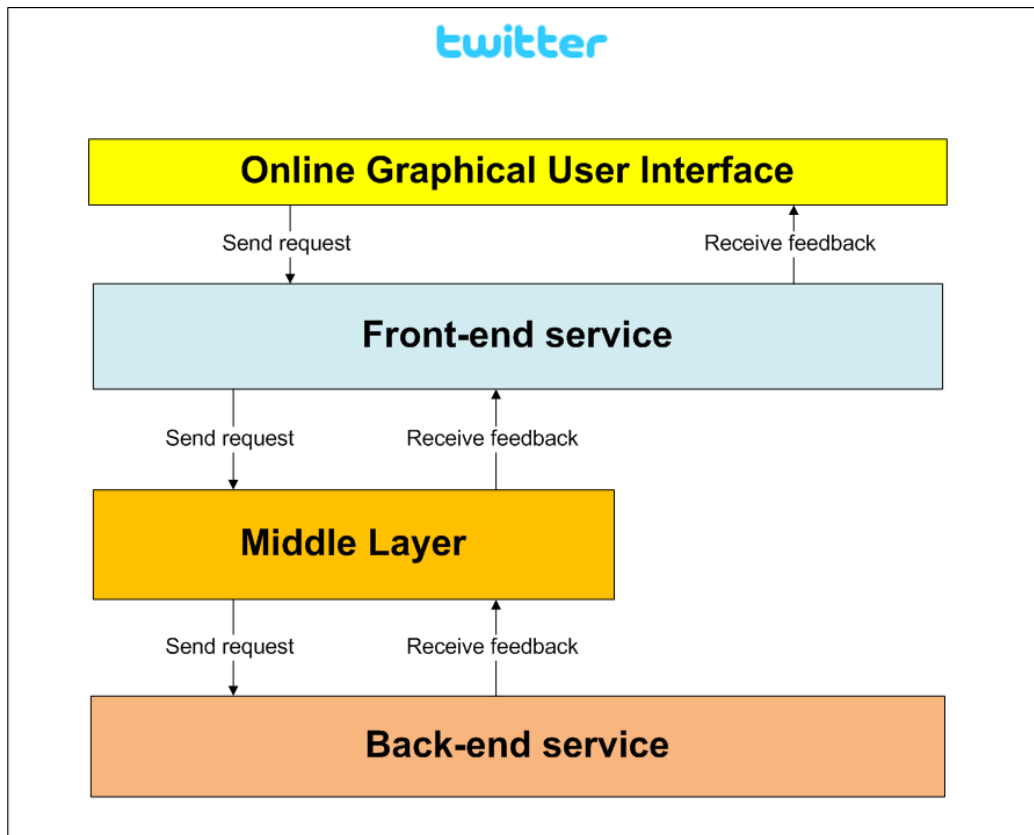 twitter
Online Graphical User Interface
Send request
Receive feedback
Front-end service
Send request
Receive feedback
Middle Layer
Send request
Receive feedback
Back-end service